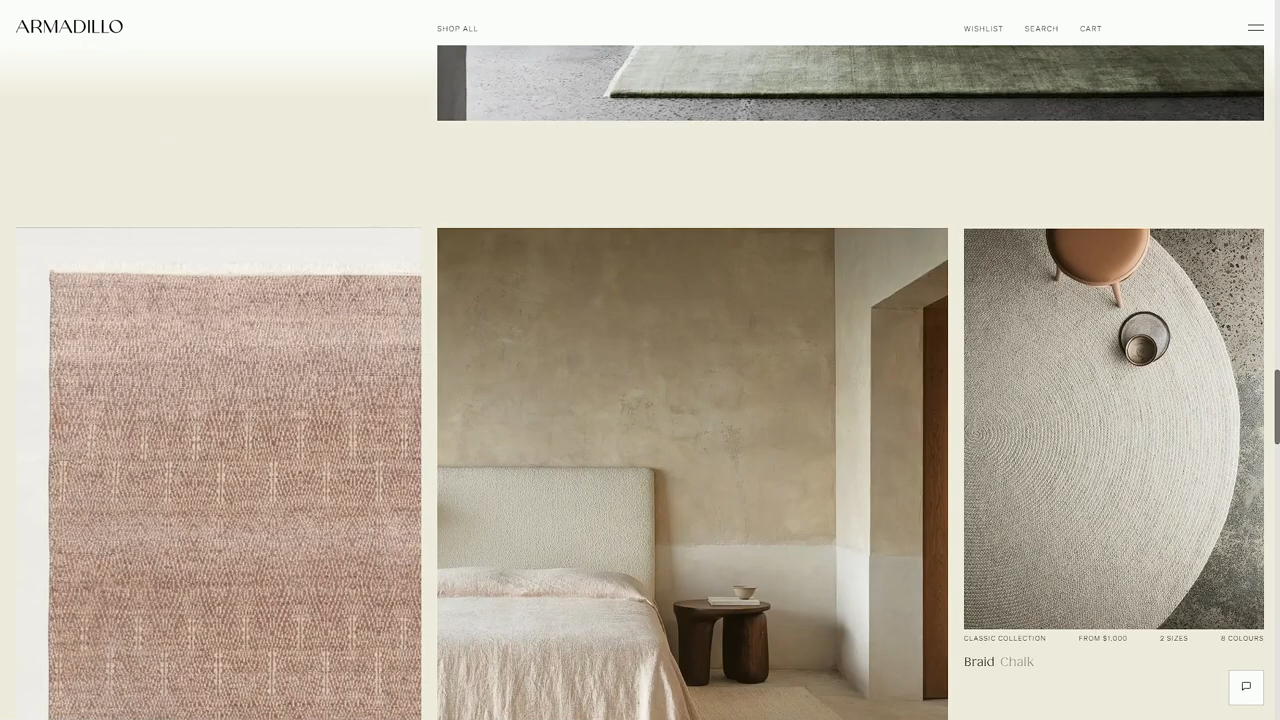 ARMADILLO
SHOP ALL
WISHLIST SEARCH CART
CLASSIC COLLECTION FROM $1,000 2 SIZES 8 COLOURS
Braid Chalk